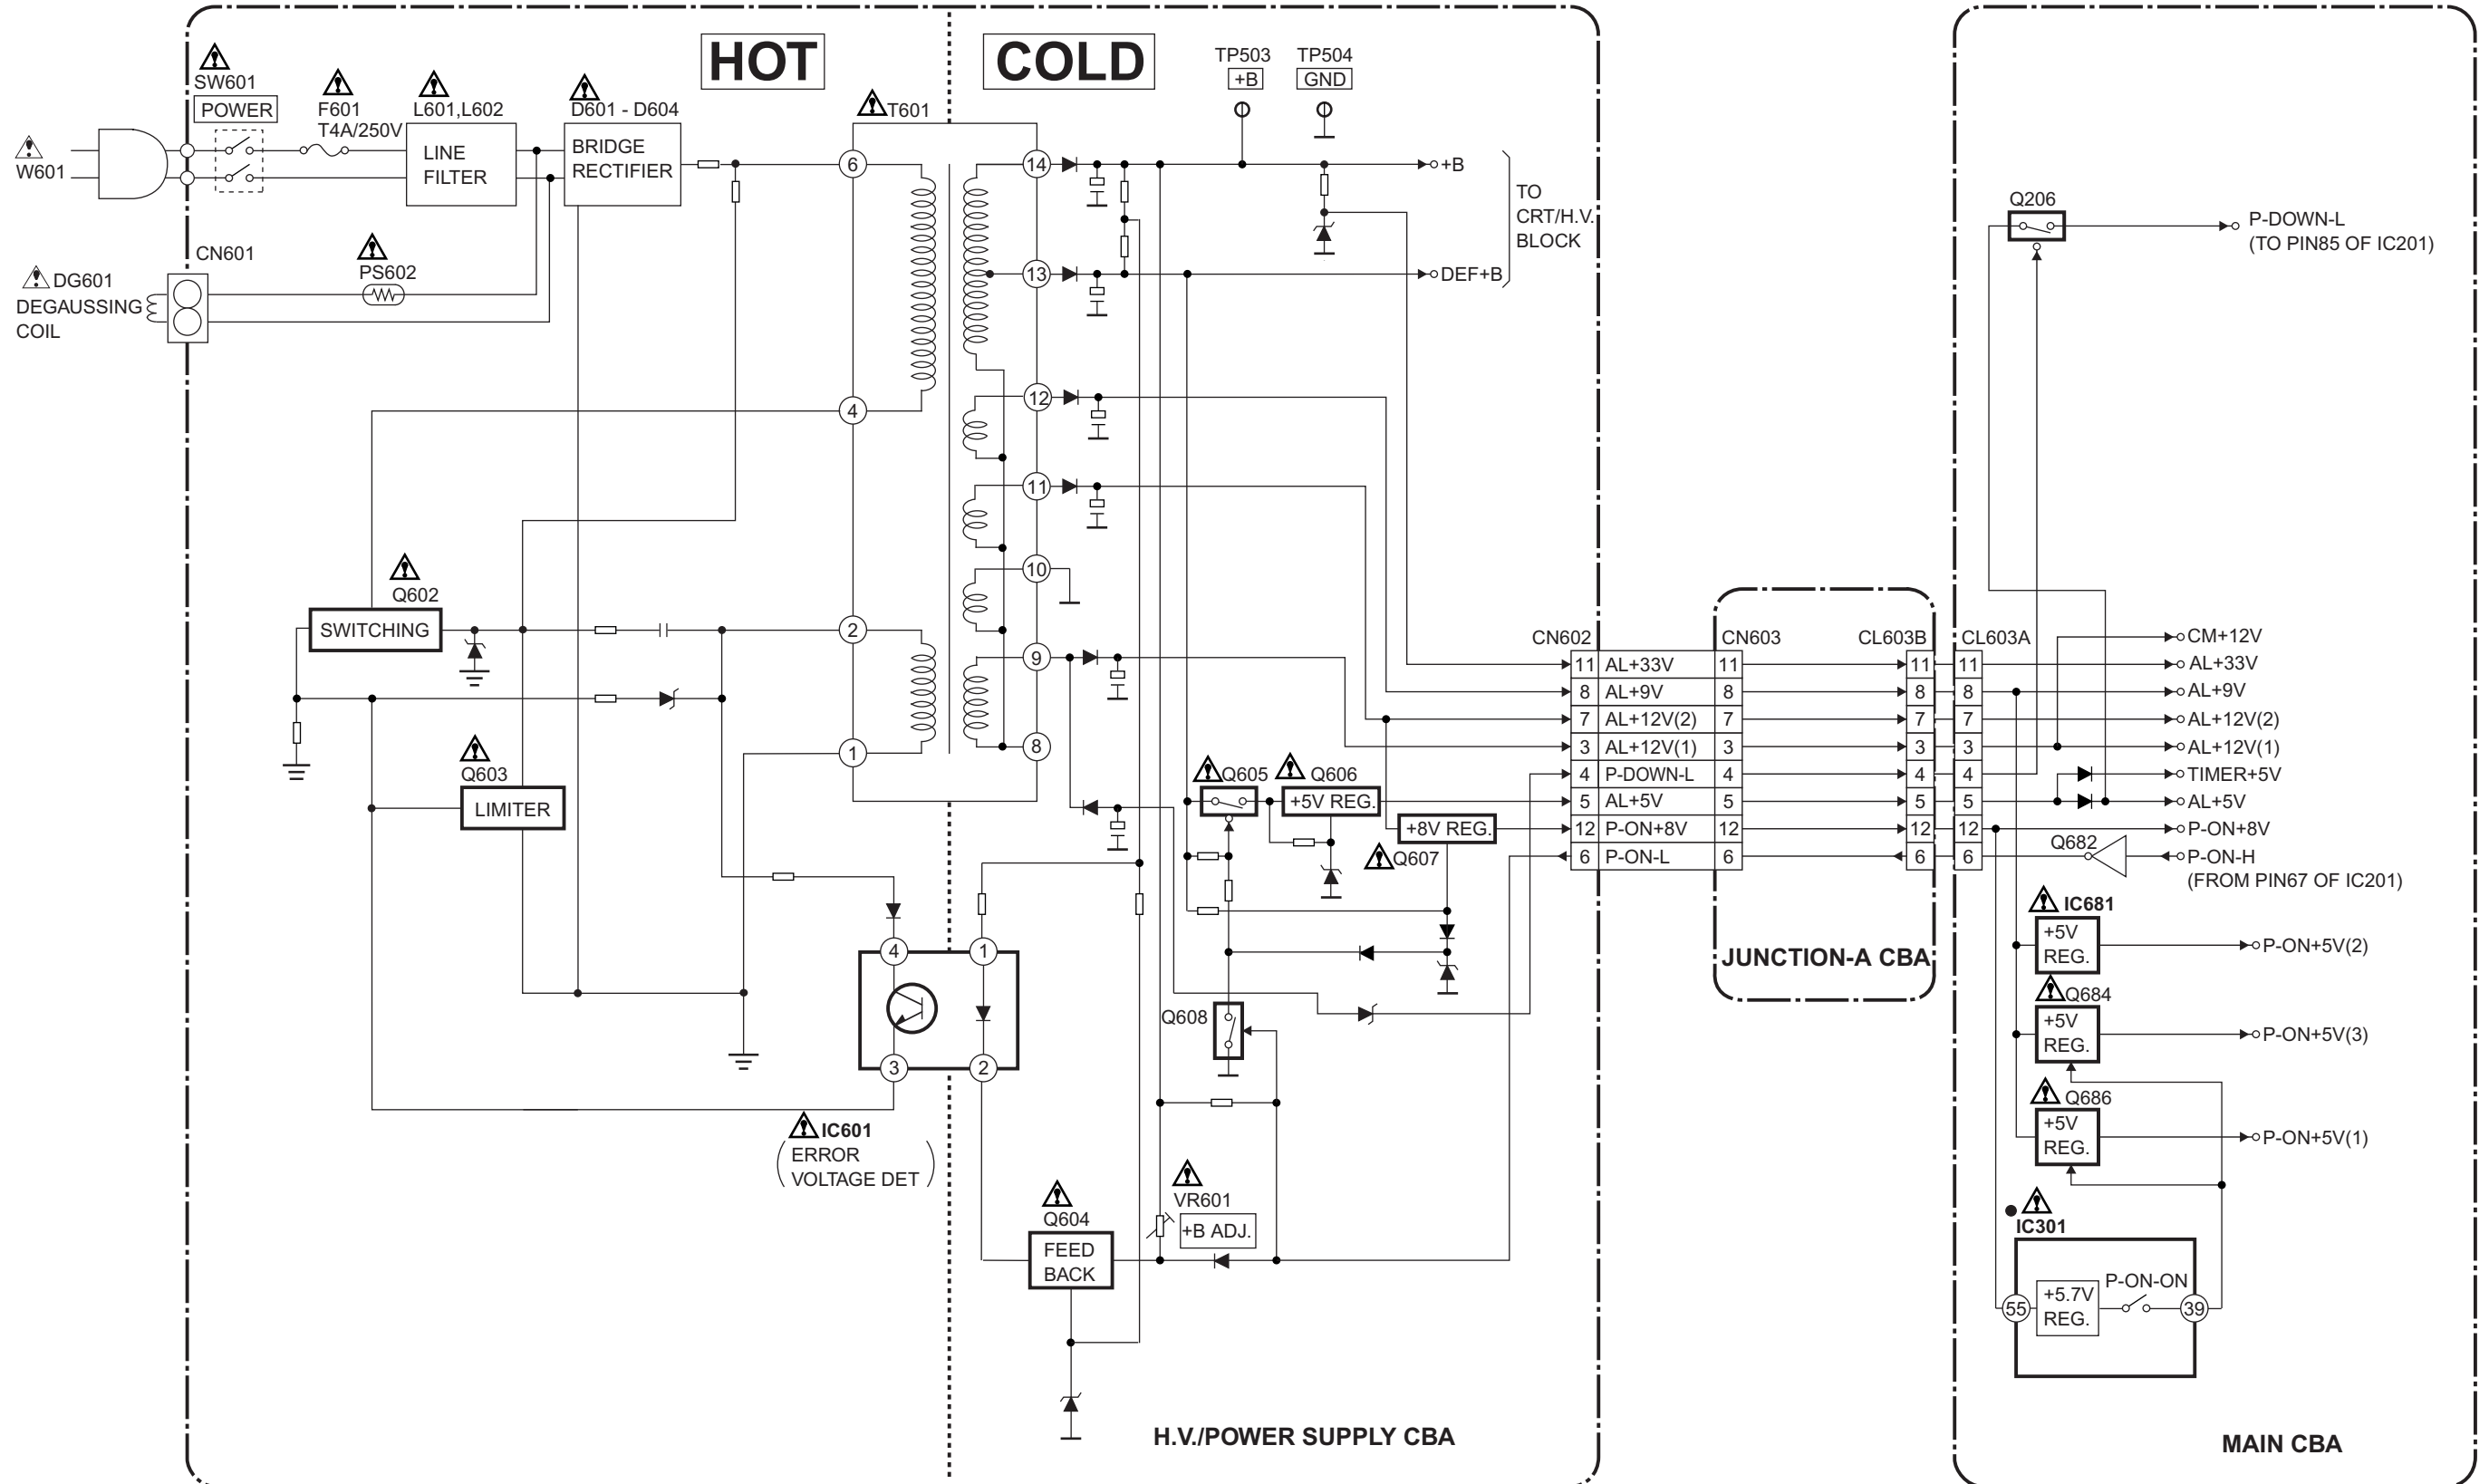 HOT
COLD
SW601
POWER
F601
T4A/250V
L601,L602
LINE
FILTER
D601 - D604
BRIDGE
RECTIFIER
T601
TP503
+B
TP504
GND
W601
+B
TO
CRT/H.V.
BLOCK
DEF+B
CN601
PS602
DG601
DEGAUSSING
COIL
6
4
2
1
14
13
12
11
10
9
8
Q206
P-DOWN-L
(TO PIN85 OF IC201)
Q602
SWITCHING
Q603
LIMITER
Q605
Q606
+5V REG.
+8V REG.
Q607
CN602
CN603
CL603B
CL603A
11 AL+33V 11 11 11
8 AL+9V 8 8 8
7 AL+12V(2) 7 7 7
3 AL+12V(1) 3 3 3
4 P-DOWN-L 4 4 4
5 AL+5V 5 5 5
12 P-ON+8V 12 12 12
6 P-ON-L 6 6 6
CM+12V
AL+33V
AL+9V
AL+12V(2)
AL+12V(1)
TIMER+5V
AL+5V
P-ON+8V
Q682
P-ON-H
(FROM PIN67 OF IC201)
JUNCTION-A CBA
IC681
+5V
REG.
P-ON+5V(2)
Q684
+5V
REG.
P-ON+5V(3)
Q686
+5V
REG.
P-ON+5V(1)
IC301
55
+5.7V
REG.
P-ON-ON
39
4
1
3
2
IC601
ERROR
VOLTAGE DET
Q608
VR601
+B ADJ.
Q604
FEED
BACK
H.V./POWER SUPPLY CBA
MAIN CBA